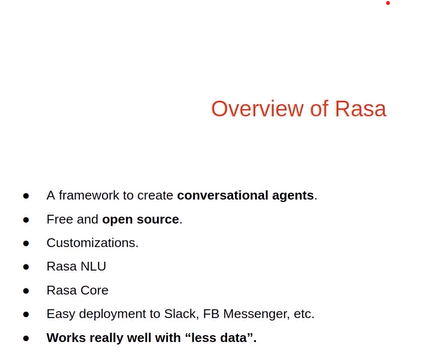 Overview of Rasa
● A framework to create conversational agents.
● Free and open source.
● Customizations.
● Rasa NLU
● Rasa Core
● Easy deployment to Slack, FB Messenger, etc.
● Works really well with “less data”.